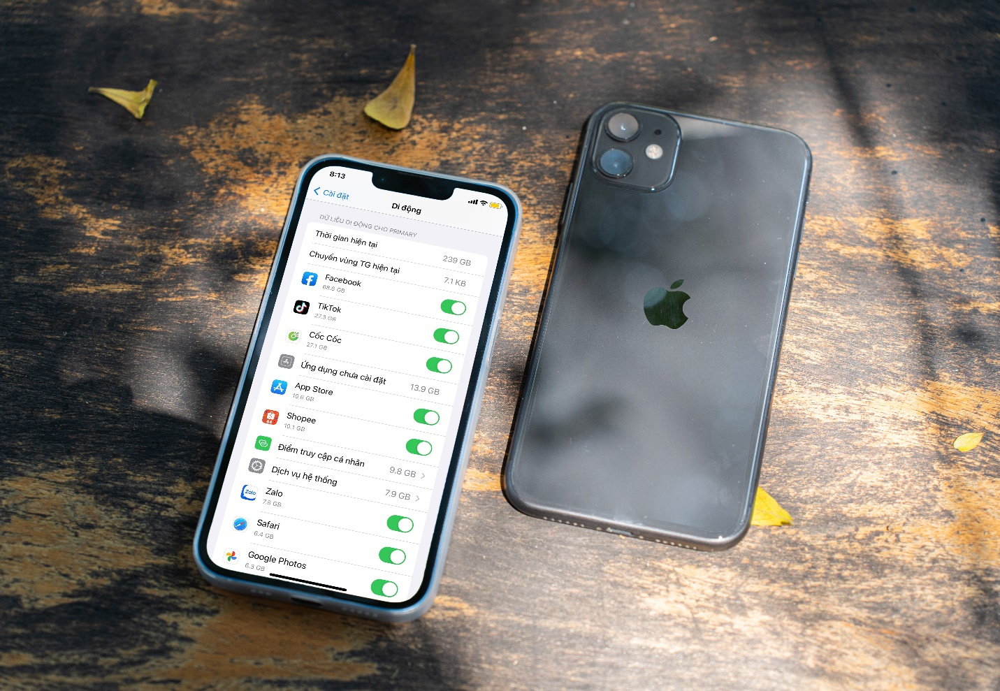 8:13
Cài đặt
Di động
DỮ LIỆU DI ĐỘNG CHO PRIMARY
Thời gian hiện tại 239 GB
Chuyển vùng TG hiện tại 7.1 KB
Facebook
68.6 GB
TikTok
27.3 GB
Cốc Cốc
27.1 GB
Ứng dụng chưa cài đặt 13.9 GB
App Store
10.6 GB
Shopee
10.1 GB
Điểm truy cập cá nhân 9.8 GB
Dịch vụ hệ thống 7.9 GB
Zalo
Zalo
7.8 GB
Safari
6.4 GB
Google Photos
6.3 GB